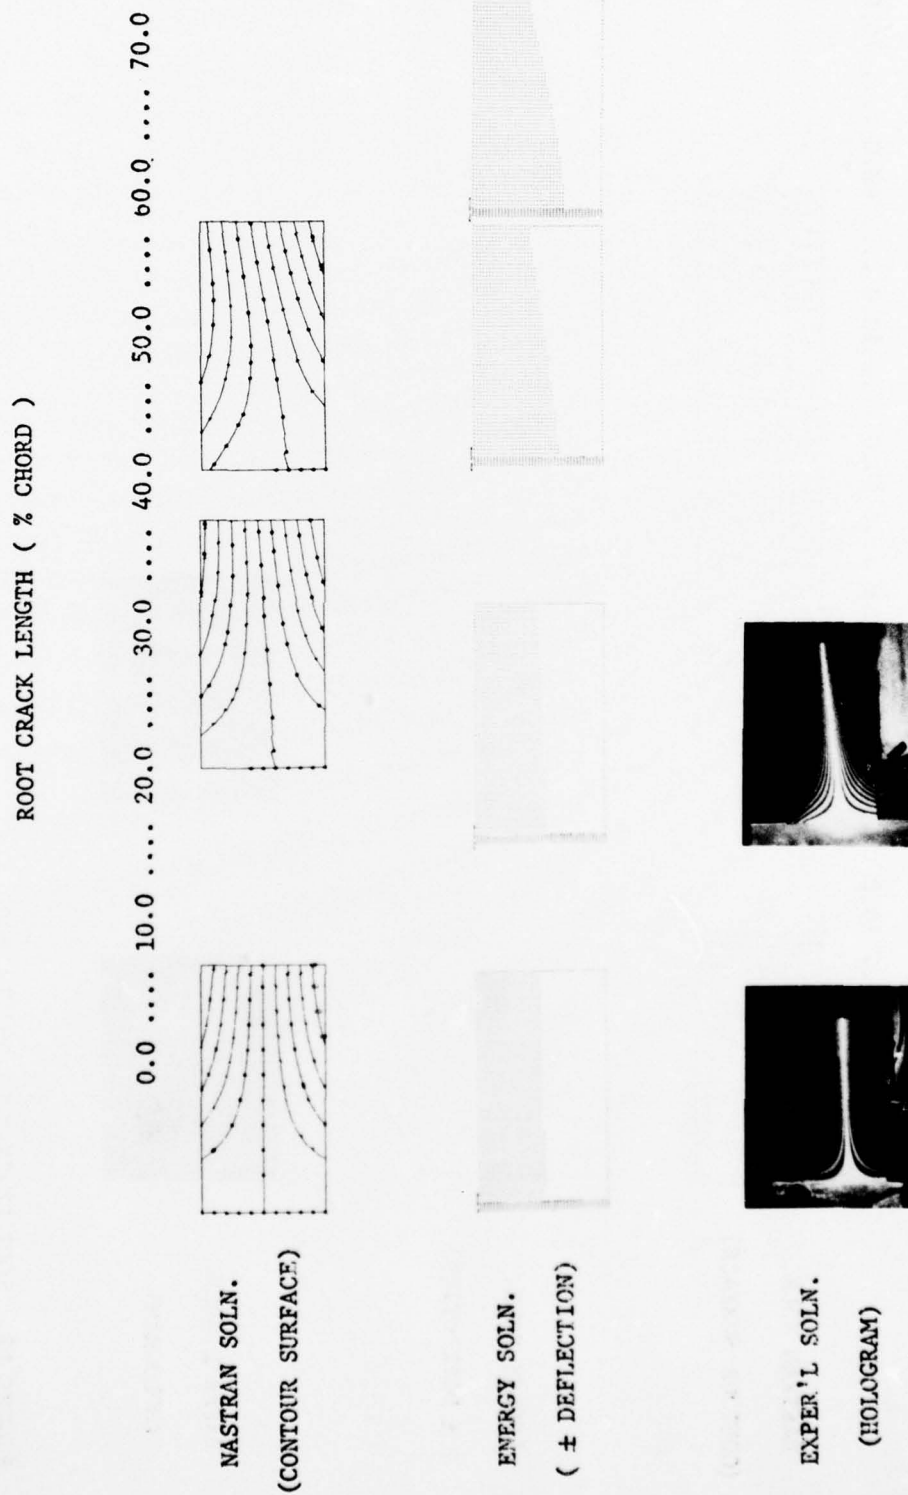 ROOT CRACK LENGTH ( % CHORD )
0.0 .... 10.0 .... 20.0 .... 30.0 .... 40.0 .... 50.0 .... 60.0 .... 70.0
NASTRAN SOLN.
(CONTOUR SURFACE)
ENERGY SOLN.
( ± DEFLECTION)
EXPER'L SOLN.
(HOLOGRAM)